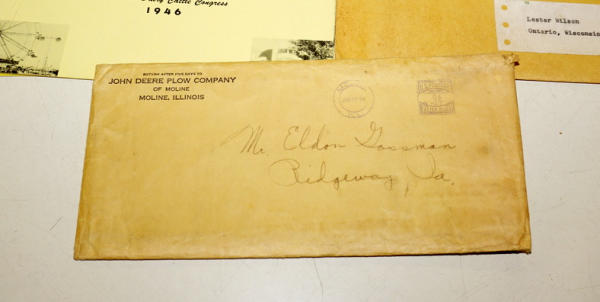 Dairy Cattle Congress
1946
Lester Wilson
Ontario, Wisconsin
RETURN AFTER FIVE DAYS TO
JOHN DEERE PLOW COMPANY
OF MOLINE
MOLINE, ILLINOIS
Mr. Eldon Gossman
Ridgeway, Ia.